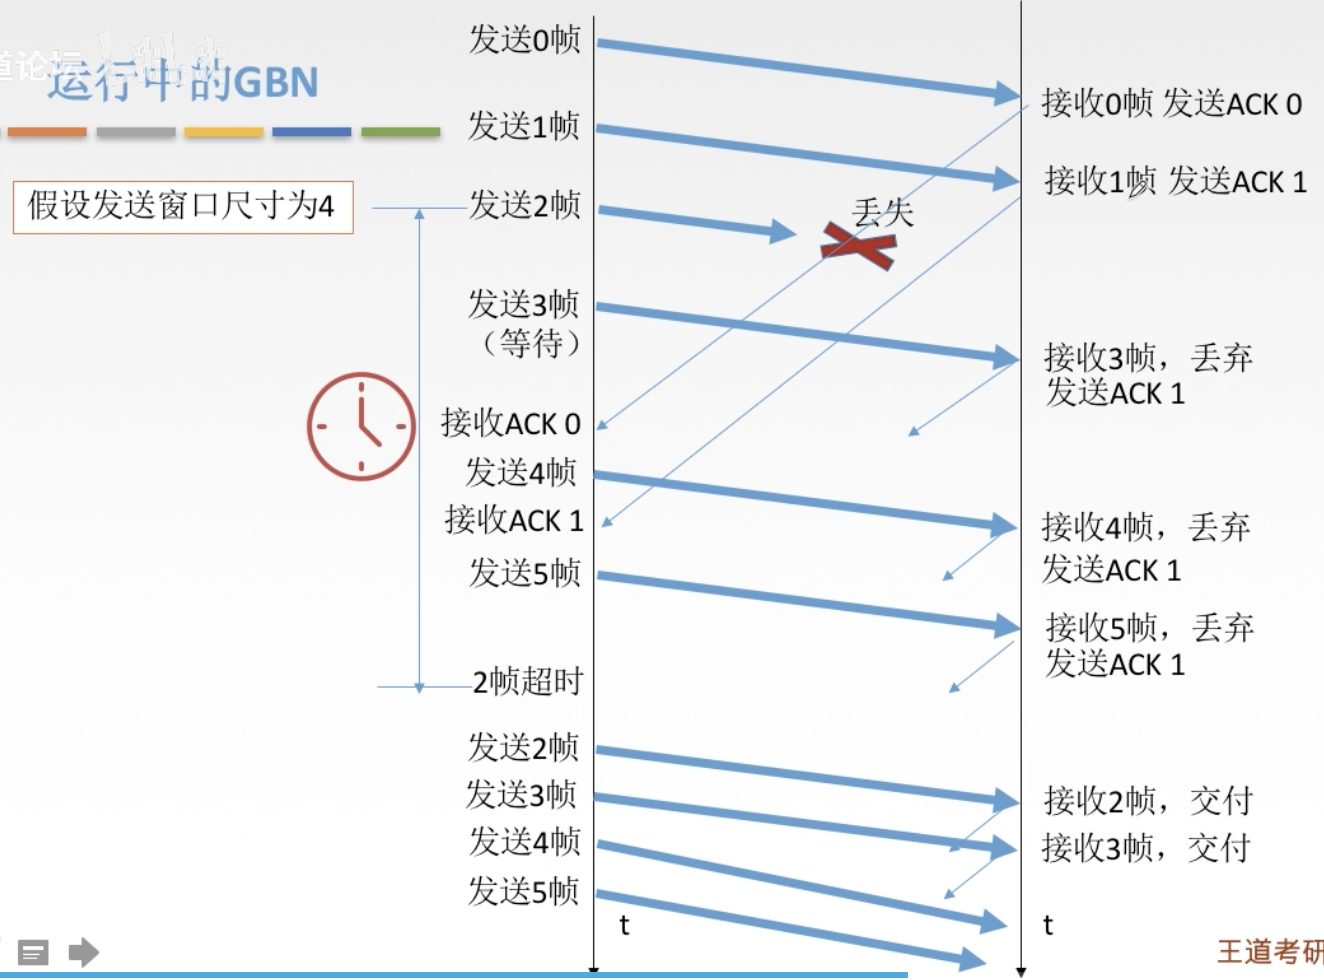 道论坛
运行中的GBN
假设发送窗口尺寸为4
发送0帧
发送1帧
发送2帧
发送3帧
（等待）
接收ACK 0
发送4帧
接收ACK 1
发送5帧
2帧超时
发送2帧
发送3帧
发送4帧
发送5帧
t
丢失
接收0帧 发送ACK 0
接收1帧 发送ACK 1
接收3帧，丢弃
发送ACK 1
接收4帧，丢弃
发送ACK 1
接收5帧，丢弃
发送ACK 1
接收2帧，交付
接收3帧，交付
t
王道考研